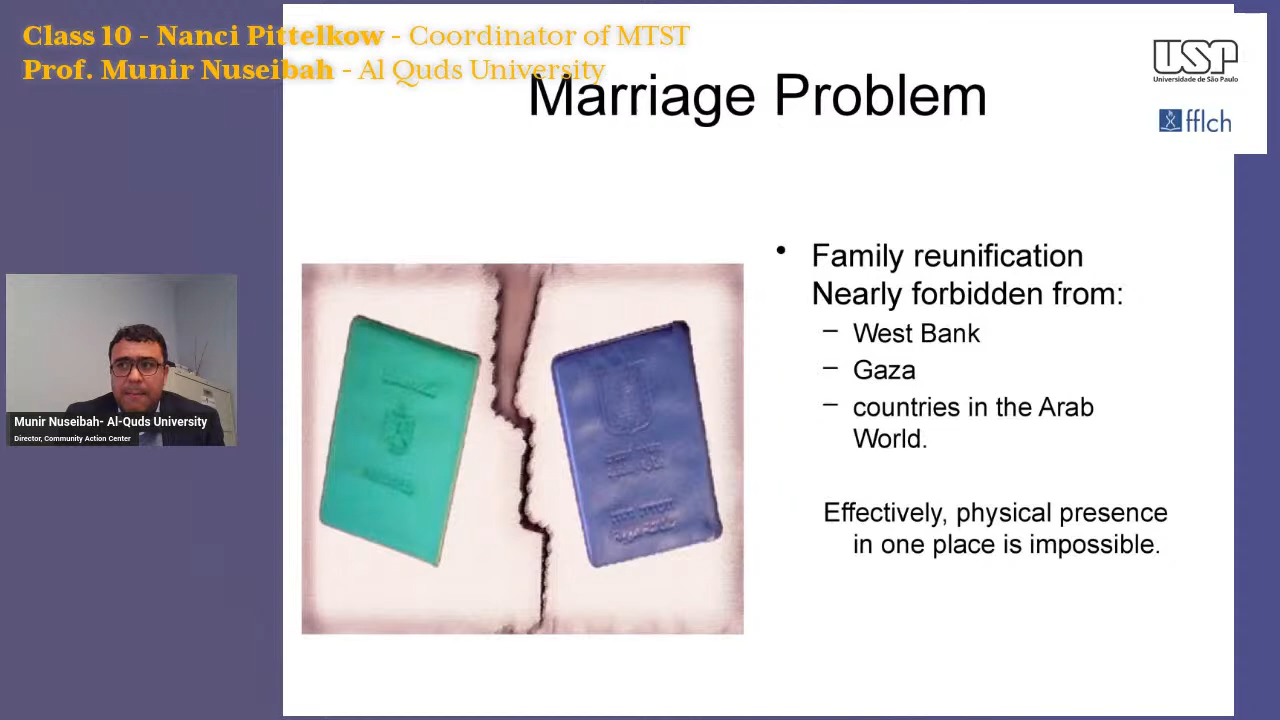 Class 10 - Nanci Pittelkow - Coordinator of MTST
Prof. Munir Nuseibah - Al Quds University
USP
Universidade de São Paulo
fflch
Marriage Problem
• Family reunification
Nearly forbidden from:
– West Bank
– Gaza
– countries in the Arab
World.
Effectively, physical presence
in one place is impossible.
Munir Nuseibah- Al-Quds University
Director, Community Action Center